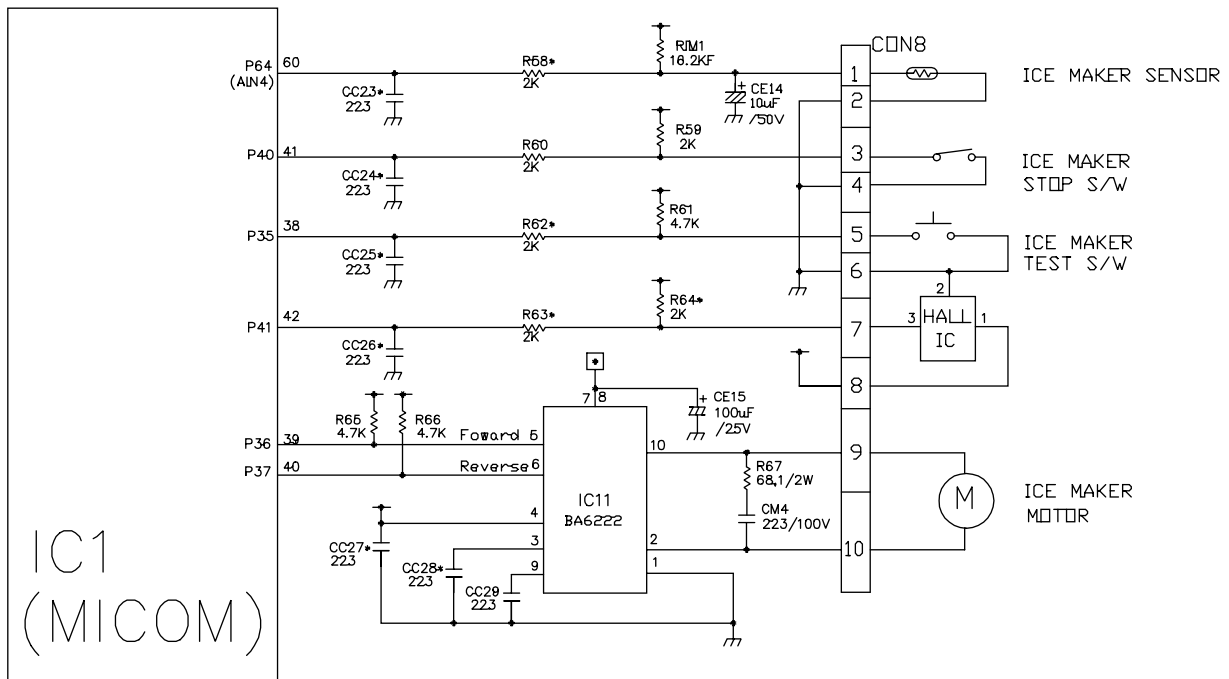 P64
(AIN4)
60
R58*
2K
RM1
16.2KF
CC23*
223
CE14
10uF
/50V
+
CON8
1
2
ICE MAKER SENSOR
P40
41
R60
2K
R59
2K
CC24*
223
3
4
ICE MAKER
STOP S/W
P35
38
R62*
2K
R61
4.7K
CC25*
223
5
6
ICE MAKER
TEST S/W
P41
42
R63*
2K
R64*
2K
CC26*
223
7
8
2
3
HALL
IC
1
*
7
8
+
CE15
100uF
/25V
R65
4.7K
R66
4.7K
P36
39
Foward
5
P37
40
Reverse
6
IC11
BA6222
4
3
9
10
2
1
R67
68,1/2W
CM4
223/100V
9
10
M
ICE MAKER
MOTOR
CC27*
223
CC28*
223
CC29
223
IC1
(MICOM)